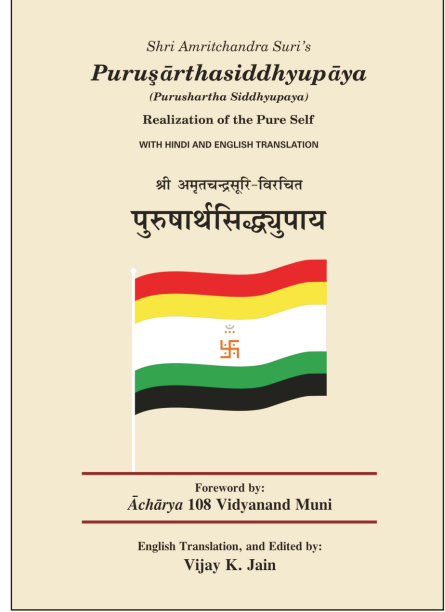 Shri Amritchandra Suri's
Puruşārthasiddhyupāya
(Purushartha Siddhyupaya)
Realization of the Pure Self
WITH HINDI AND ENGLISH TRANSLATION
श्री अमृतचन्द्रसूरि-विरचित
पुरुषार्थसिद्ध्युपाय
Foreword by:
Āchārya 108 Vidyanand Muni
English Translation, and Edited by:
Vijay K. Jain